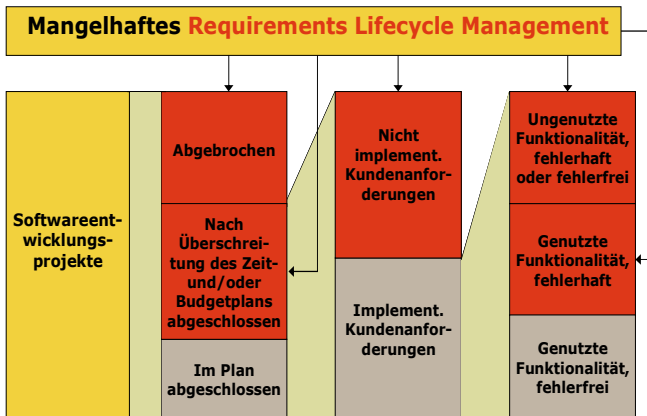 Mangelhaftes Requirements Lifecycle Management
Softwareent-
wicklungs-
projekte
Abgebrochen
Nach
Überschrei-
tung des Zeit-
und/oder
Budgetplans
abgeschlossen
Im Plan
abgeschlossen
Nicht
implement.
Kundenanfor-
derungen
Implement.
Kundenanfor-
derungen
Ungenutzte
Funktionalität,
fehlerhaft
oder fehlerfrei
Genutzte
Funktionalität,
fehlerhaft
Genutzte
Funktionalität,
fehlerfrei